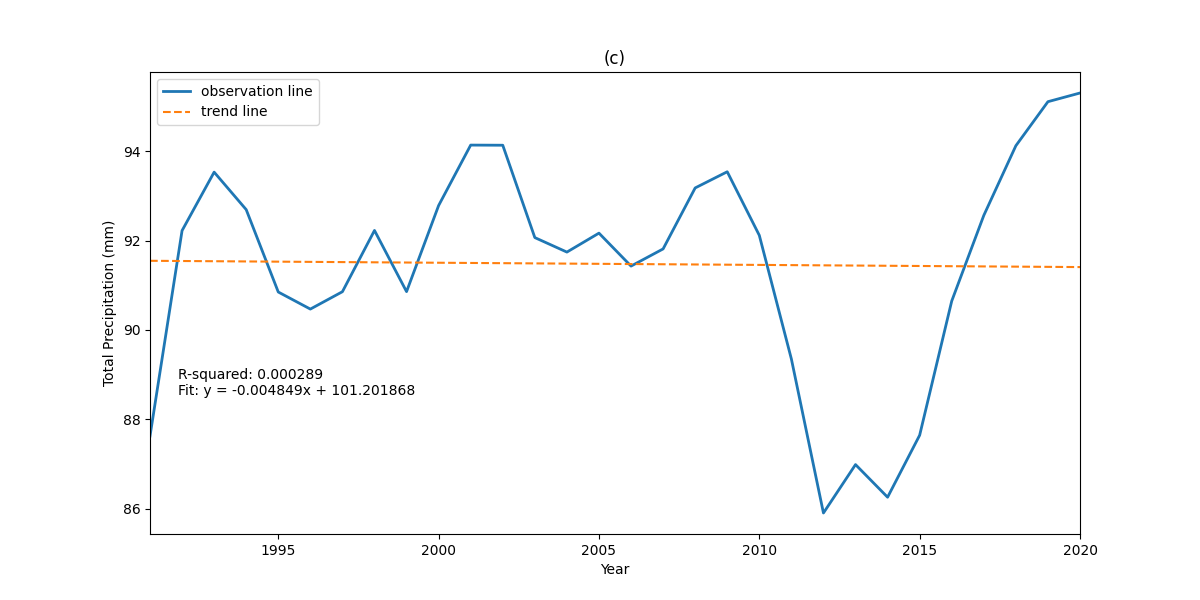 (c)
observation line
trend line
Total Precipitation (mm)
94
92
90
88
86
R-squared: 0.000289
Fit: y = -0.004849x + 101.201868
1995
2000
2005
2010
2015
2020
Year